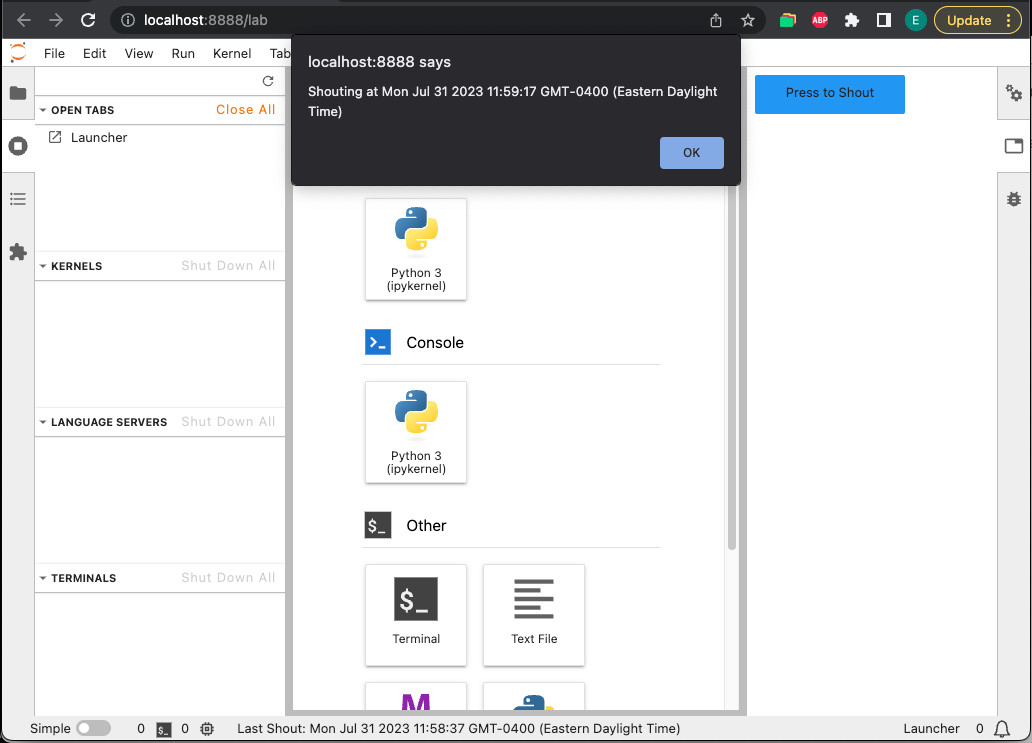 localhost:8888/lab
ABP
E
Update
File Edit View Run Kernel Tab
localhost:8888 says
Shouting at Mon Jul 31 2023 11:59:17 GMT-0400 (Eastern Daylight
Time)
OK
Press to Shout
OPEN TABS Close All
Launcher
KERNELS Shut Down All
LANGUAGE SERVERS Shut Down All
TERMINALS Shut Down All
Python 3
(ipykernel)
>_ Console
Python 3
(ipykernel)
$_ Other
$_
Terminal
Text File
M
Simple 0 $_ 0 Last Shout: Mon Jul 31 2023 11:58:37 GMT-0400 (Eastern Daylight Time) Launcher 0